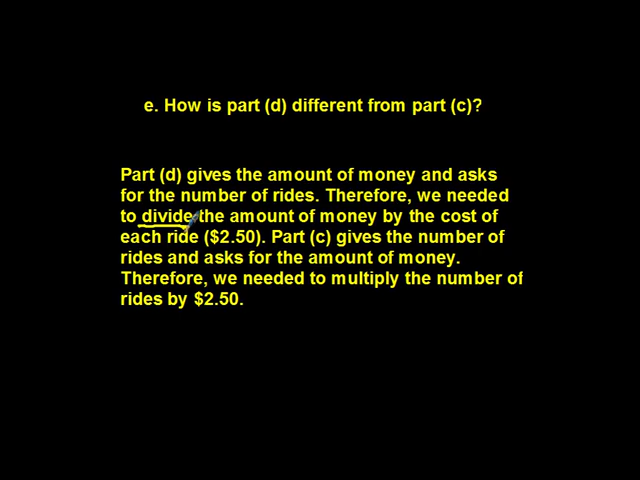 e. How is part (d) different from part (c)?
Part (d) gives the amount of money and asks
for the number of rides. Therefore, we needed
to divide the amount of money by the cost of
each ride ($2.50). Part (c) gives the number of
rides and asks for the amount of money.
Therefore, we needed to multiply the number of
rides by $2.50.